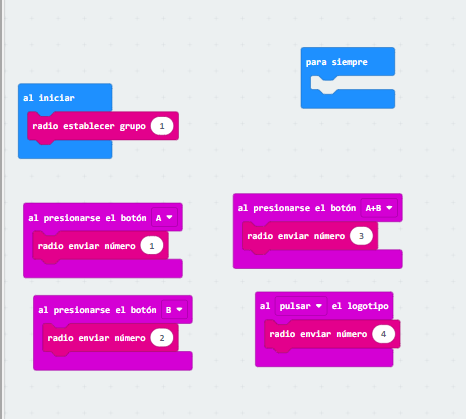 para siempre
al iniciar
radio establecer grupo 1
al presionarse el botón A
radio enviar número 1
al presionarse el botón A+B
radio enviar número 3
al presionarse el botón B
radio enviar número 2
al pulsar el logotipo
radio enviar número 4